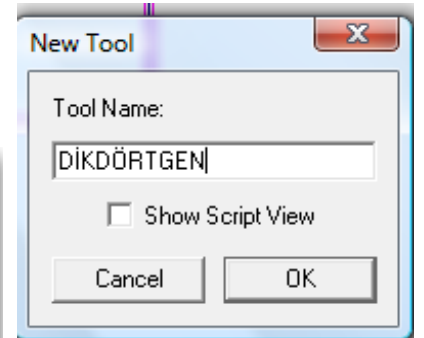 New Tool
Tool Name:
DİKDÖRTGEN
Show Script View
Cancel OK